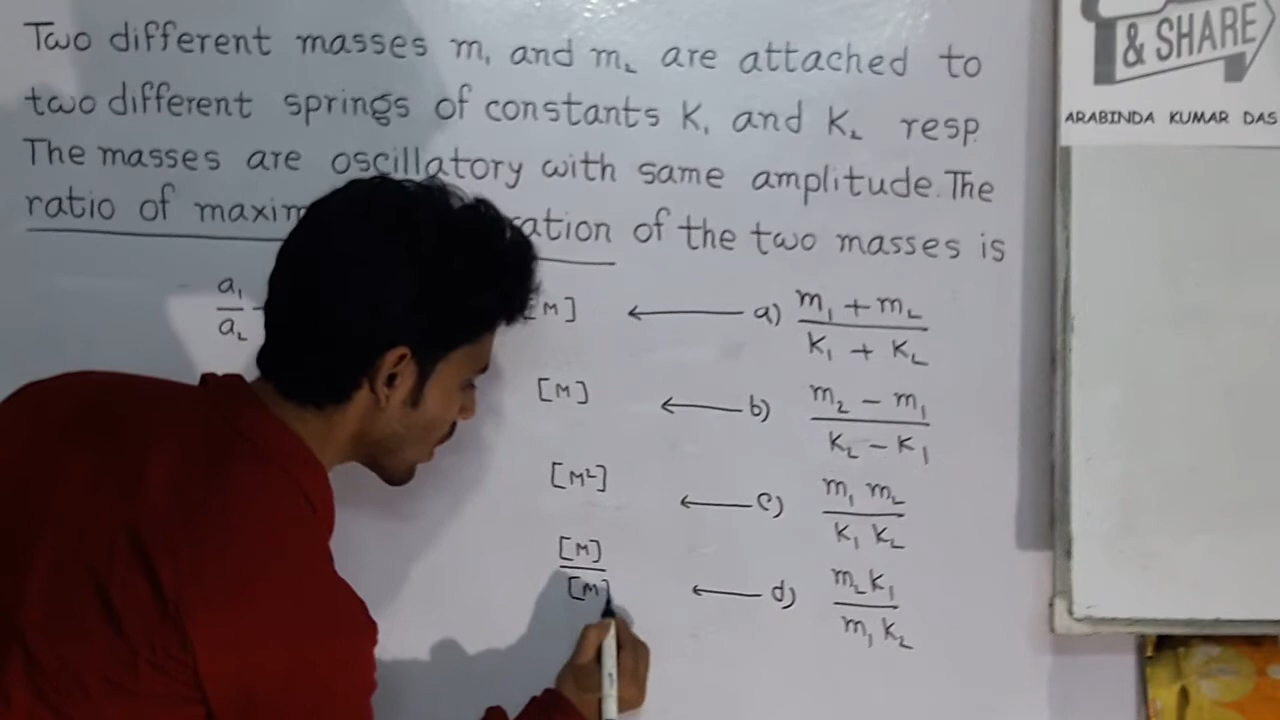 & SHARE
ARABINDA KUMAR DAS
Two different masses m₁ and m₂ are attached to
two different springs of constants K₁ and K₂ resp.
The masses are oscillatory with same amplitude. The
ratio of of the two masses is
a₁
a₂
[M] ← a) m₁ + m₂
K₁ + K₂
[M] ← b) m₂ - m₁
K₂ - K₁
[M²] ← c) m₁ m₂
K₁ K₂
[M]
[M] ← d) m₂ K₁
m₁ K₂